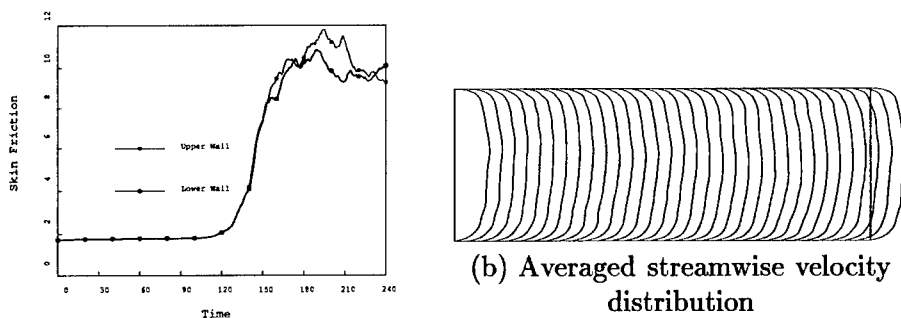 12
10
8
6
4
2
0
Skin Friction
Upper Wall
Lower Wall
0 30 60 90 120 150 180 210 240
Time
(b) Averaged streamwise velocity
distribution